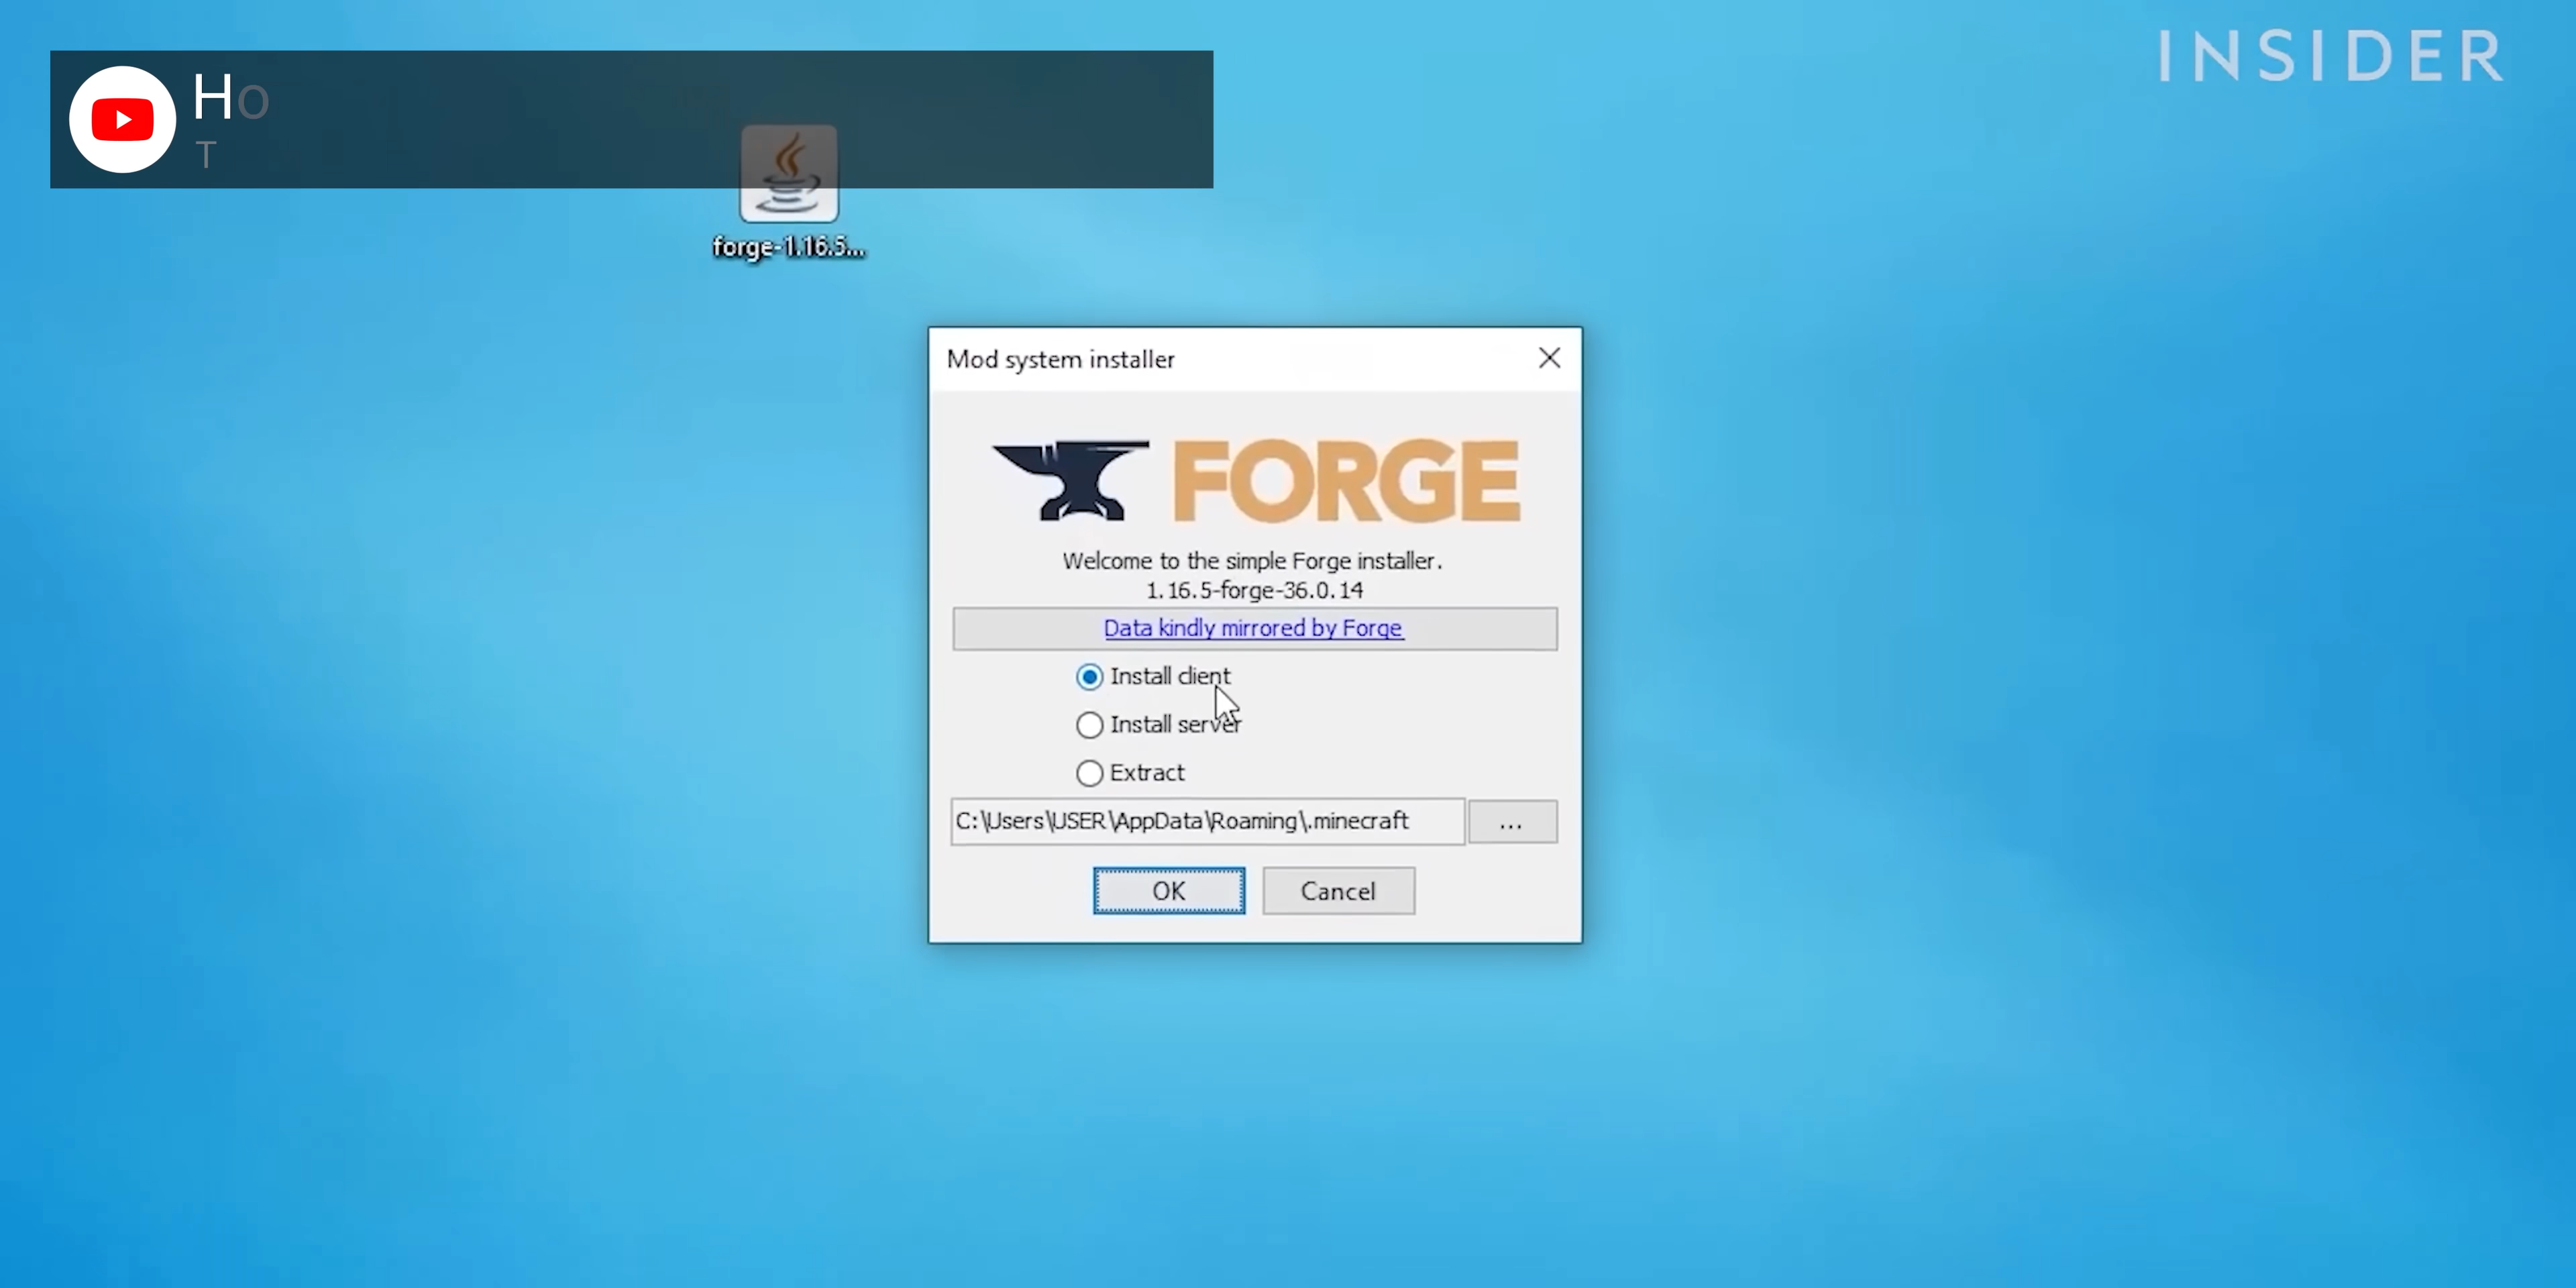 INSIDER
Ho
T
forge-1.16.5...
Mod system installer
FORGE
Welcome to the simple Forge installer.
1.16.5-forge-36.0.14
Data kindly mirrored by Forge
Install client
Install server
Extract
C:\Users\USER\AppData\Roaming\.minecraft
...
OK
Cancel